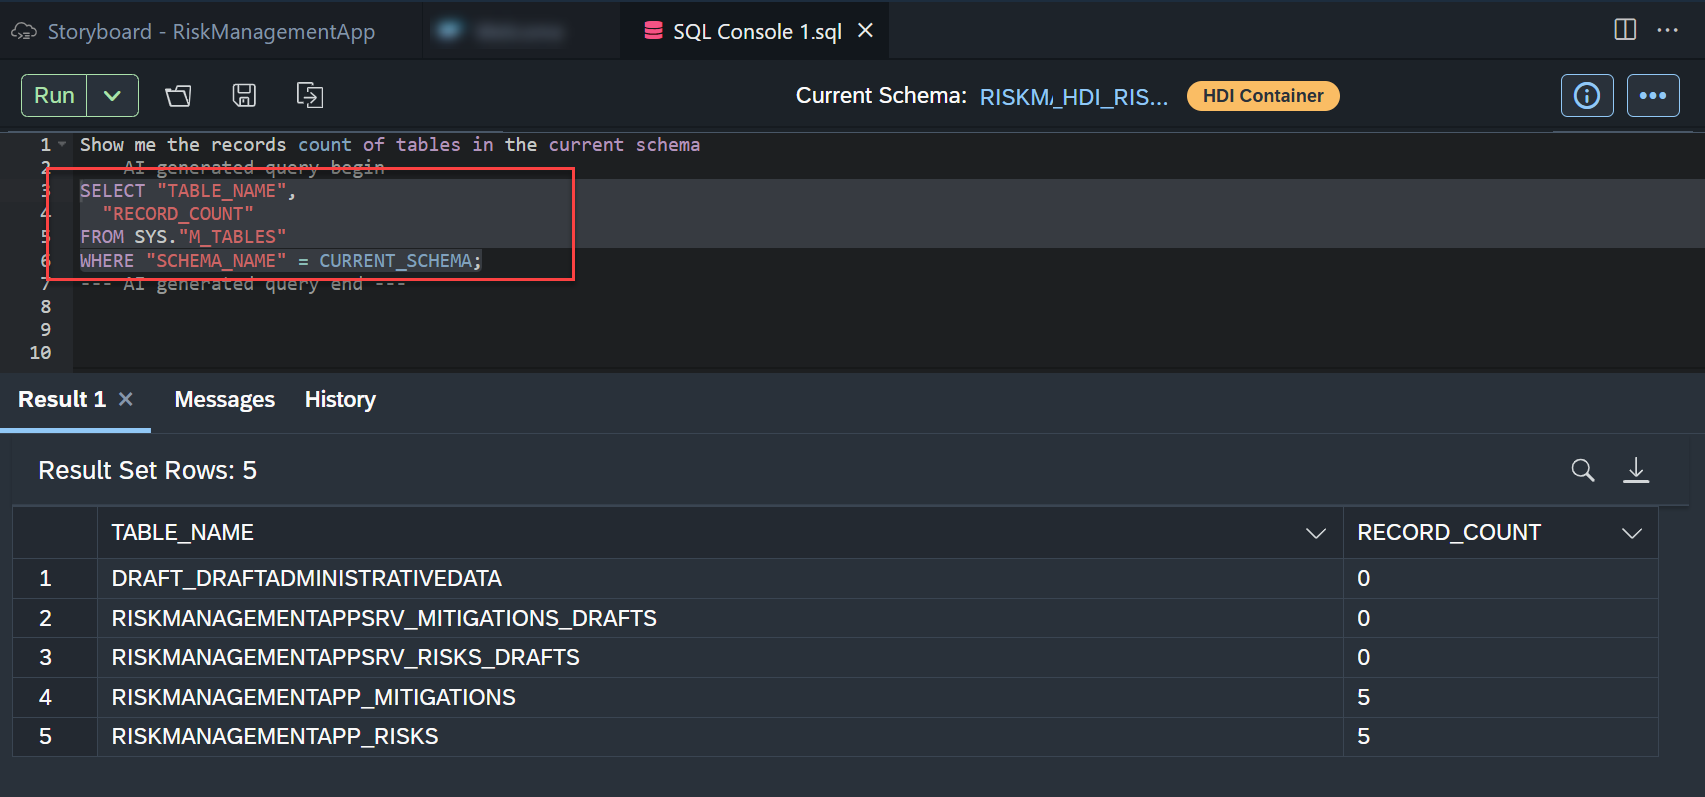 Storyboard - RiskManagementApp
SQL Console 1.sql
Run
Current Schema: RISKM_HDI_RIS... HDI Container
1 Show me the records count of tables in the current schema
2 AI generated query begin
3 SELECT "TABLE_NAME",
4 "RECORD_COUNT"
5 FROM SYS."M_TABLES"
6 WHERE "SCHEMA_NAME" = CURRENT_SCHEMA;
7 --- AI generated query end ---
8
9
10
Result 1 Messages History
Result Set Rows: 5
TABLE_NAME RECORD_COUNT
1 DRAFT_DRAFTADMINISTRATIVEDATA 0
2 RISKMANAGEMENTAPPSRV_MITIGATIONS_DRAFTS 0
3 RISKMANAGEMENTAPPSRV_RISKS_DRAFTS 0
4 RISKMANAGEMENTAPP_MITIGATIONS 5
5 RISKMANAGEMENTAPP_RISKS 5